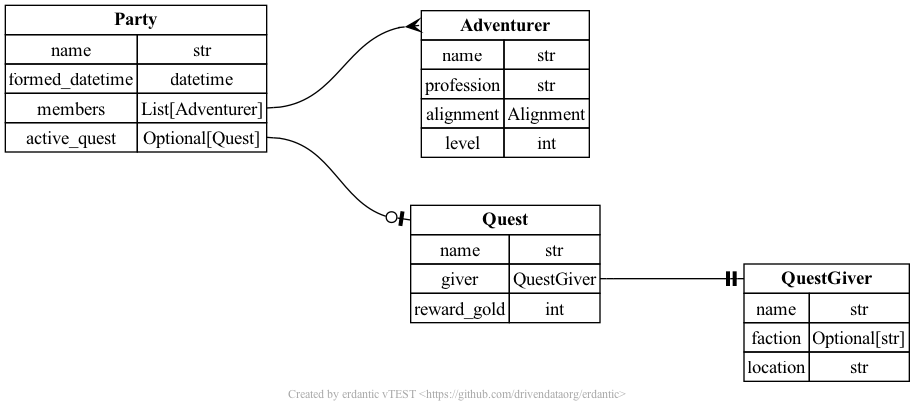 Party
name str
formed_datetime datetime
members List[Adventurer]
active_quest Optional[Quest]
Adventurer
name str
profession str
alignment Alignment
level int
Quest
name str
giver QuestGiver
reward_gold int
QuestGiver
name str
faction Optional[str]
location str
Created by erdantic vTEST <https://github.com/drivendataorg/erdantic>